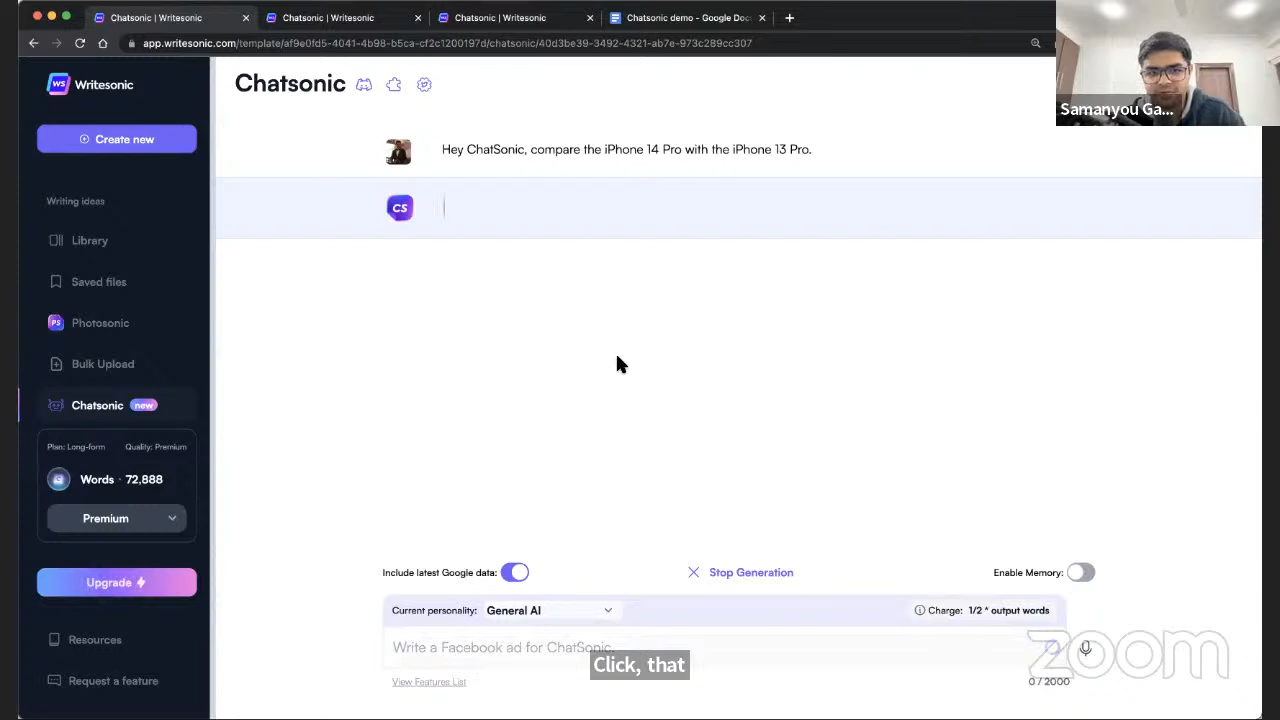 Chatsonic | Writesonic
Chatsonic | Writesonic
Chatsonic | Writesonic
Chatsonic demo - Google Doc
app.writesonic.com/template/af9e0fd5-4041-4b98-b5ca-cf2c1200197d/chatsonic/40d3be39-3492-4321-ab7e-973c289cc307
Samanyou Ga...
WS Writesonic
Chatsonic
Create new
Hey ChatSonic, compare the iPhone 14 Pro with the iPhone 13 Pro.
CS
Writing ideas
Library
Saved files
PS Photosonic
Bulk Upload
Chatsonic new
Plan: Long-form Quality: Premium
Words · 72,888
Premium
Upgrade
Resources
Request a feature
Include latest Google data: Stop Generation Enable Memory:
Current personality: General AI Charge: 1/2 * output words
Write a Facebook ad for ChatSonic.
Click, that
View Features List 0 / 2000
zoom